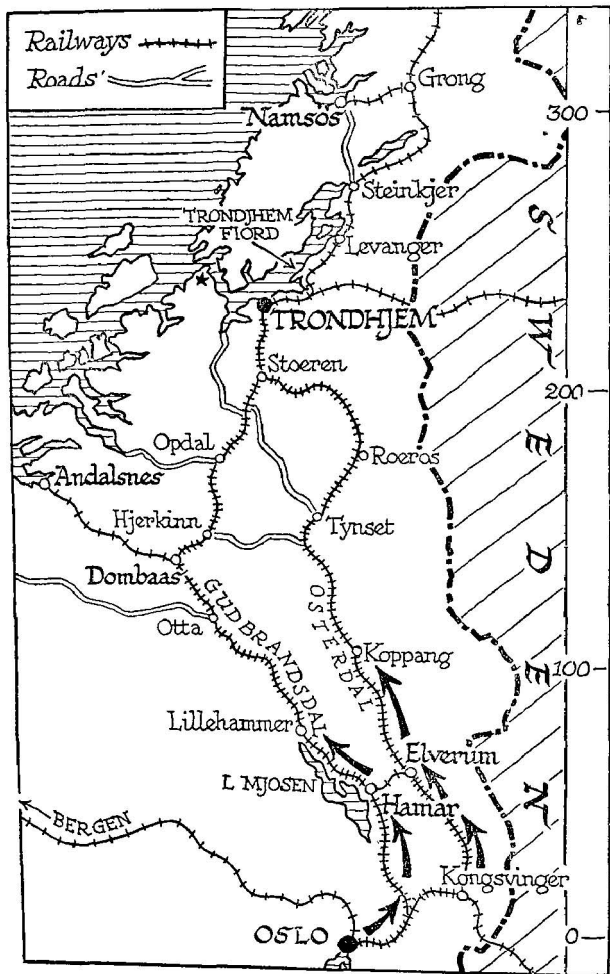 Railways
Roads
Grong
Namsos
300
Steinkjer
TRONDJHEM
FIORD
Levanger
TRONDHJEM
Stoeren
200
Opdal
Roeros
Andalsnes
Hjerkinn
Tynset
Dombaas
GUDBRANDSDAL
OSTERDAL
Otta
Koppang
100
Lillehammer
Elverum
L MJOSEN
Hamar
BERGEN
Kongsvinger
OSLO
0
SWEDEN